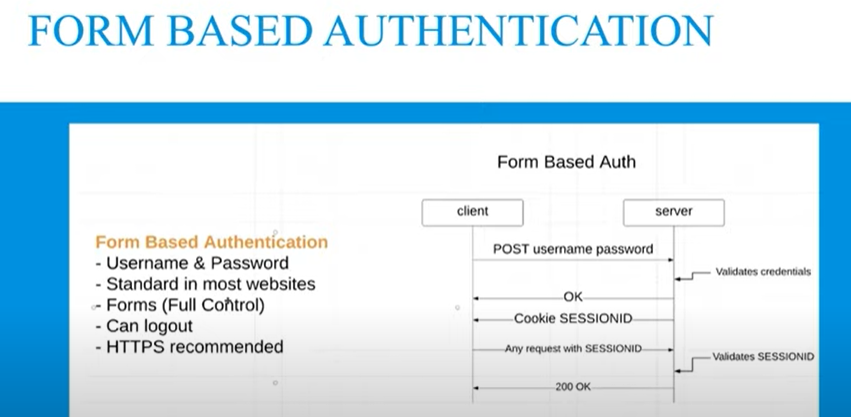 FORM BASED AUTHENTICATION
Form Based Auth
client
server
Form Based Authentication
- Username & Password
- Standard in most websites
- Forms (Full Control)
- Can logout
- HTTPS recommended
POST username password
Validates credentials
OK
Cookie SESSIONID
Any request with SESSIONID
Validates SESSIONID
200 OK